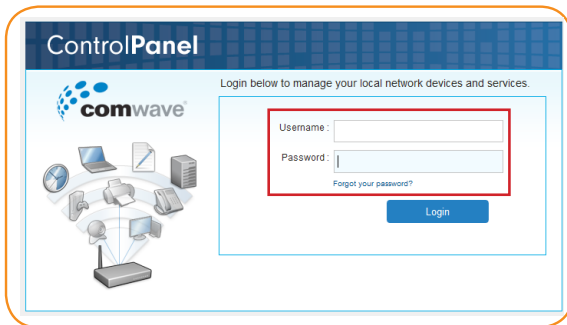 ControlPanel
Login below to manage your local network devices and services.
comwave
Username :
Password :
Forgot your password?
Login